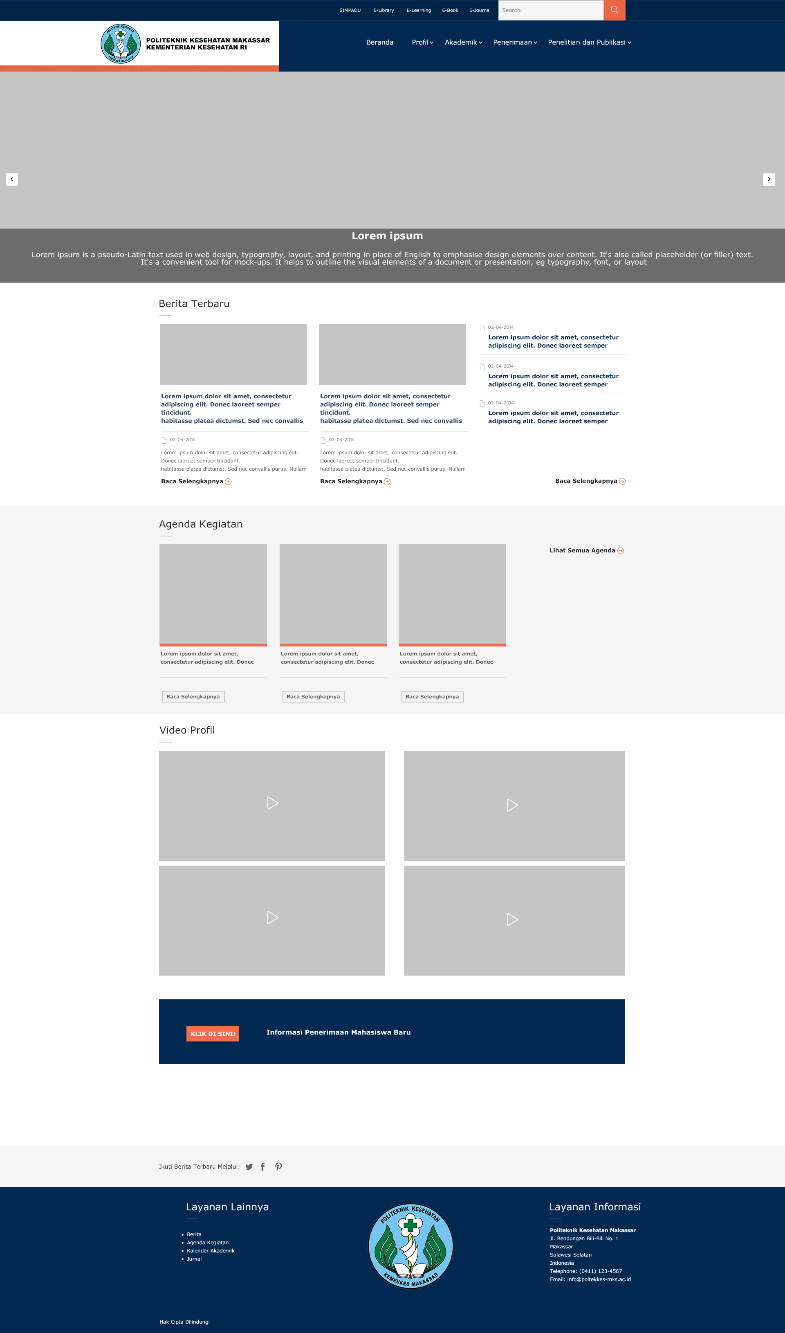 SIMPADU E-Library E-Learning E-Book E-Journa Search
POLITEKNIK KESEHATAN MAKASSAR
KEMENTERIAN KESEHATAN RI
Beranda Profil Akademik Penerimaan Penelitian dan Publikasi
Lorem ipsum
Lorem ipsum is a pseudo-Latin text used in web design, typography, layout, and printing in place of English to emphasise design elements over content. It's also called placeholder (or filler) text.
It's a convenient tool for mock-ups. It helps to outline the visual elements of a document or presentation, eg typography, font, or layout
Berita Terbaru
Lorem ipsum dolor sit amet, consectetur
adipiscing elit. Donec laoreet semper
tincidunt.
habitasse platea dictumst. Sed nec convallis
02-04-2014
Lorem ipsum dolor sit amet, consectetur adipiscing elit.
Donec laoreet semper tincidunt.
habitasse platea dictumst. Sed nec convallis purus. Nullam
Baca Selengkapnya
Lorem ipsum dolor sit amet, consectetur
adipiscing elit. Donec laoreet semper
tincidunt.
habitasse platea dictumst. Sed nec convallis
02-04-2014
Lorem ipsum dolor sit amet, consectetur adipiscing elit.
Donec laoreet semper tincidunt.
habitasse platea dictumst. Sed nec convallis purus. Nullam
Baca Selengkapnya
02-04-2014
Lorem ipsum dolor sit amet, consectetur
adipiscing elit. Donec laoreet semper
02-04-2014
Lorem ipsum dolor sit amet, consectetur
adipiscing elit. Donec laoreet semper
02-04-2014
Lorem ipsum dolor sit amet, consectetur
adipiscing elit. Donec laoreet semper
Baca Selengkapnya
Agenda Kegiatan
Lihat Semua Agenda
Lorem ipsum dolor sit amet,
consectetur adipiscing elit. Donec
Baca Selengkapnya
Lorem ipsum dolor sit amet,
consectetur adipiscing elit. Donec
Baca Selengkapnya
Lorem ipsum dolor sit amet,
consectetur adipiscing elit. Donec
Baca Selengkapnya
Video Profil
KLIK DI SINI! Informasi Penerimaan Mahasiswa Baru
Ikuti Berita Terbaru Melalui:
Layanan Lainnya
Berita
Agenda Kegiatan
Kalender Akademik
Jurnal
POLITEKNIK KESEHATAN
KEMENKES MAKASSAR
Layanan Informasi
Politeknik Kesehatan Makassar
Jl. Bendungan Bili-Bili No. 1
Makassar
Sulawesi Selatan
Indonesia
Telephone: (0411) 123-4567
Email: info@poltekkes-mks.ac.id
Hak Cipta Dilindungi